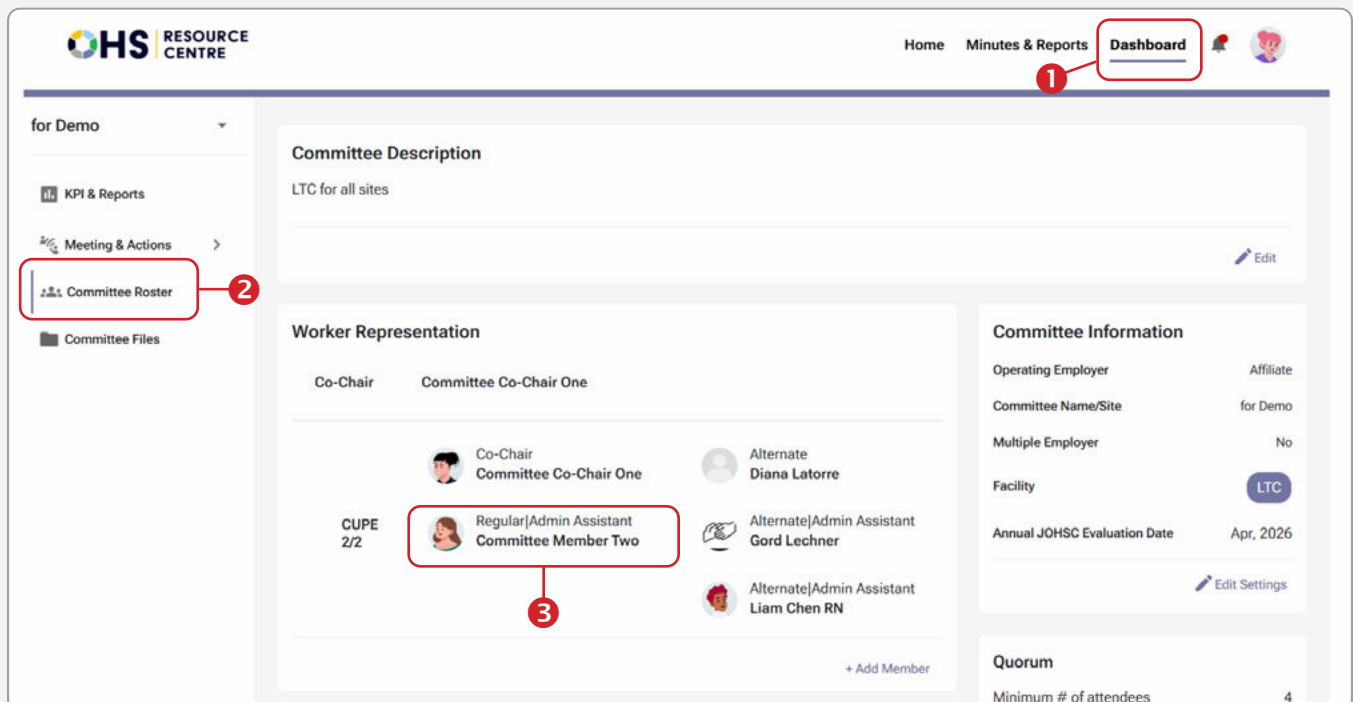 OHS RESOURCE CENTRE
Home Minutes & Reports Dashboard
1
for Demo
KPI & Reports
Meeting & Actions
Committee Roster
2
Committee Files
Committee Description
LTC for all sites
Edit
Worker Representation
Co-Chair Committee Co-Chair One
CUPE
2/2
Co-Chair
Committee Co-Chair One
Alternate
Diana Latorre
Regular|Admin Assistant
Committee Member Two
3
Alternate|Admin Assistant
Gord Lechner
Alternate|Admin Assistant
Liam Chen RN
+ Add Member
Committee Information
Operating Employer Affiliate
Committee Name/Site for Demo
Multiple Employer No
Facility LTC
Annual JOHSC Evaluation Date Apr, 2026
Edit Settings
Quorum
Minimum # of attendees 4